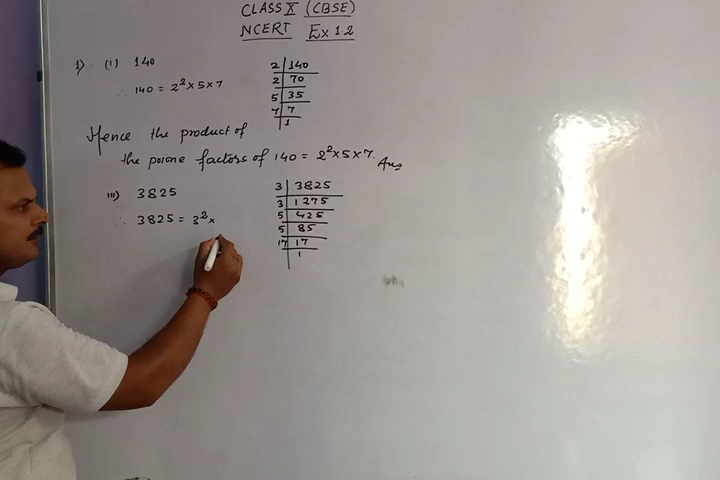 CLASS X (CBSE)
NCERT Ex 1.2
1) (i) 140
∴ 140 = 2²×5×7
2 | 140
2 | 70
5 | 35
7 | 7
1
Hence the product of
the prime factors of 140 = 2²×5×7. Ans
iii) 3825
∴ 3825 = 3²×
3 | 3825
3 | 1275
5 | 425
5 | 85
17 | 17
1